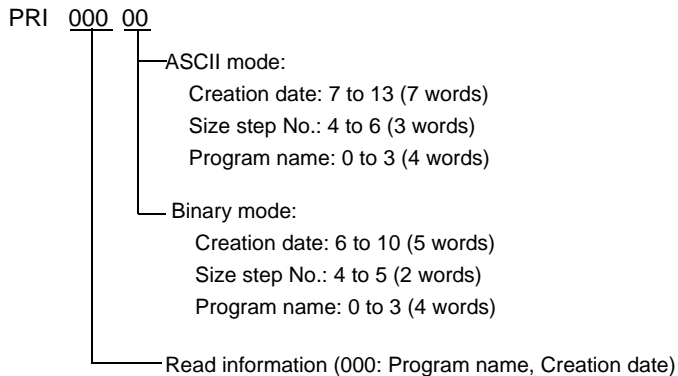 PRI 000 00
ASCII mode:
Creation date: 7 to 13 (7 words)
Size step No.: 4 to 6 (3 words)
Program name: 0 to 3 (4 words)
Binary mode:
Creation date: 6 to 10 (5 words)
Size step No.: 4 to 5 (2 words)
Program name: 0 to 3 (4 words)
Read information (000: Program name, Creation date)